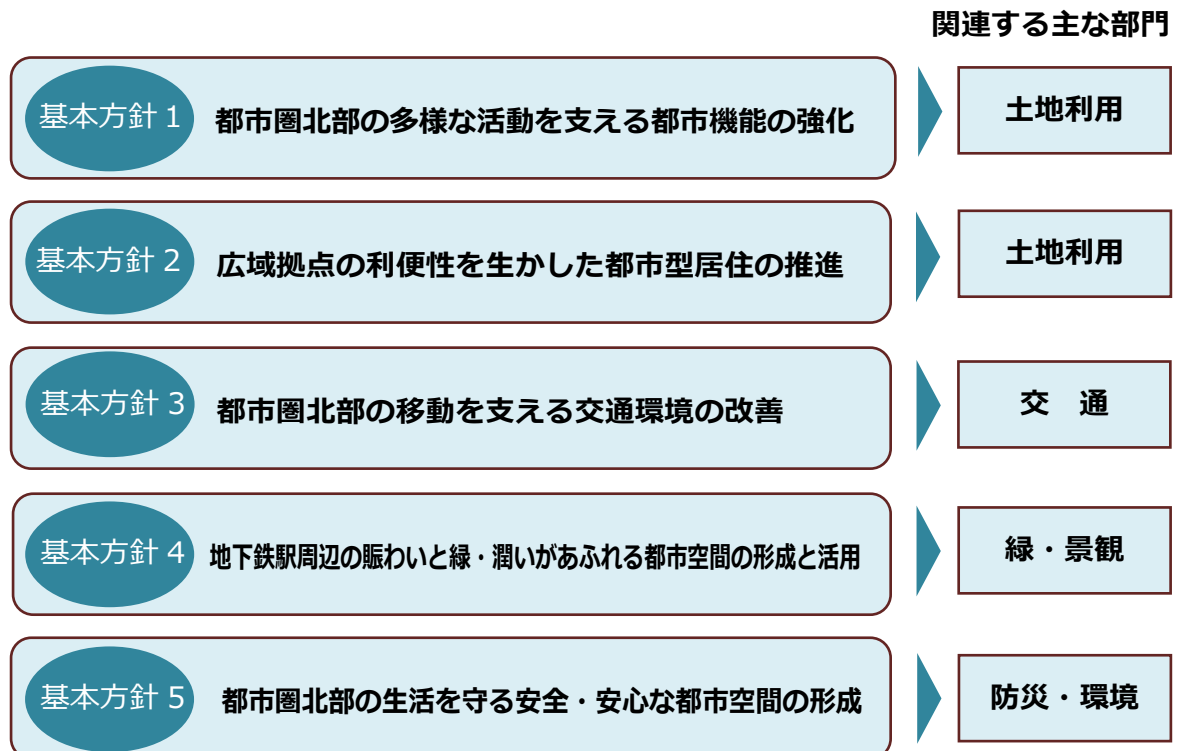 関連する主な部門
基本方針 1
都市圏北部の多様な活動を支える都市機能の強化
土地利用
基本方針 2
広域拠点の利便性を生かした都市型居住の推進
土地利用
基本方針 3
都市圏北部の移動を支える交通環境の改善
交　通
基本方針 4
地下鉄駅周辺の賑わいと緑・潤いがあふれる都市空間の形成と活用
緑・景観
基本方針 5
都市圏北部の生活を守る安全・安心な都市空間の形成
防災・環境